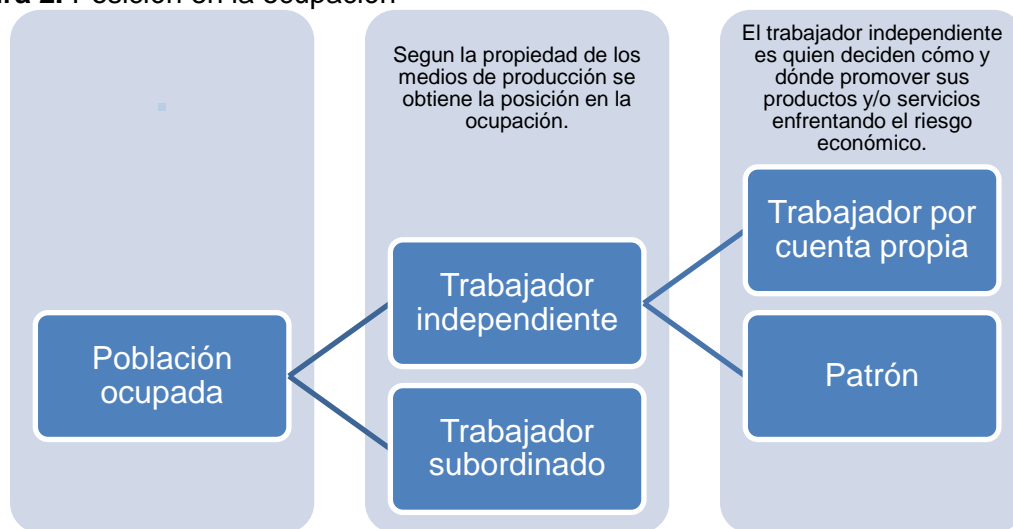 ra 2. Posición en la ocupación
Segun la propiedad de los
medios de producción se
obtiene la posición en la
ocupación.
El trabajador independiente
es quien deciden cómo y
dónde promover sus
productos y/o servicios
enfrentando el riesgo
económico.
Población
ocupada
Trabajador
independiente
Trabajador
subordinado
Trabajador por
cuenta propia
Patrón